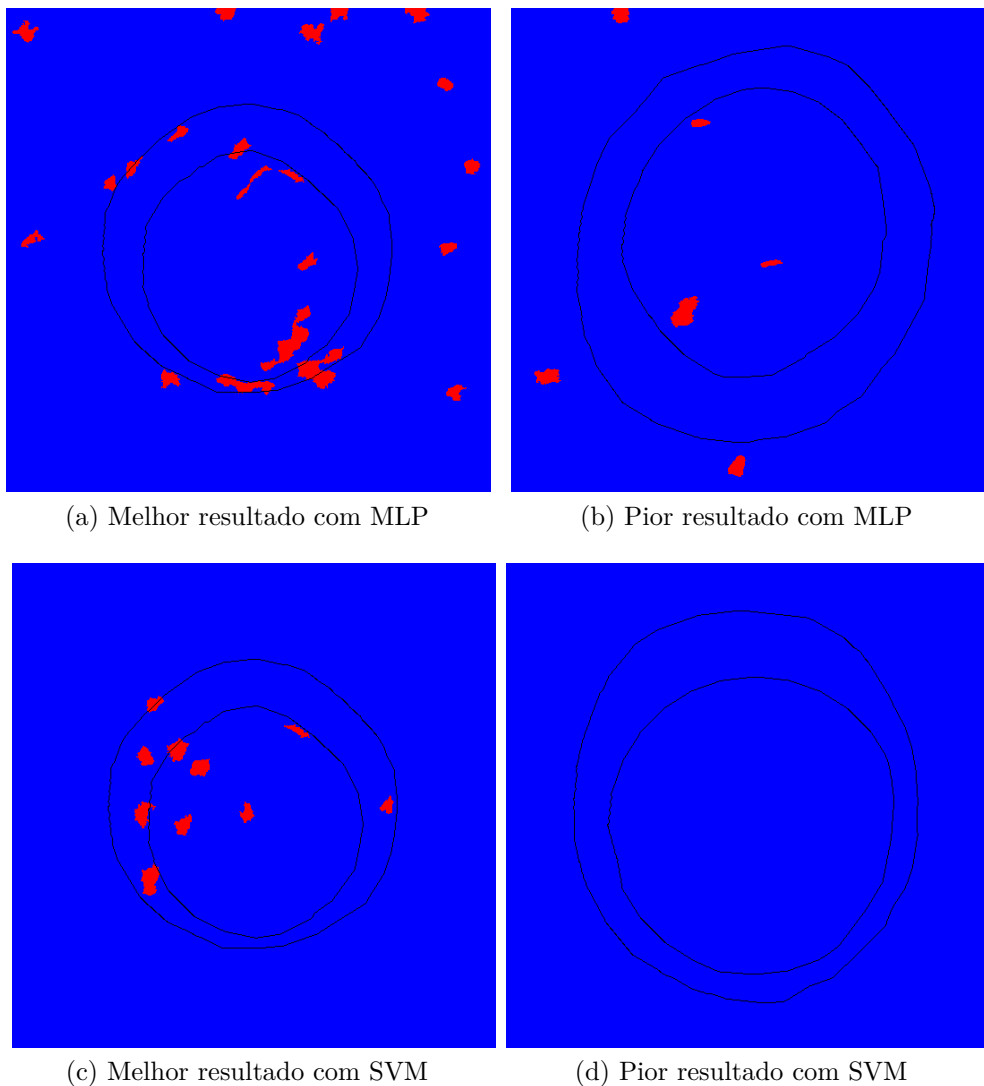 (a) Melhor resultado com MLP
(b) Pior resultado com MLP
(c) Melhor resultado com SVM
(d) Pior resultado com SVM